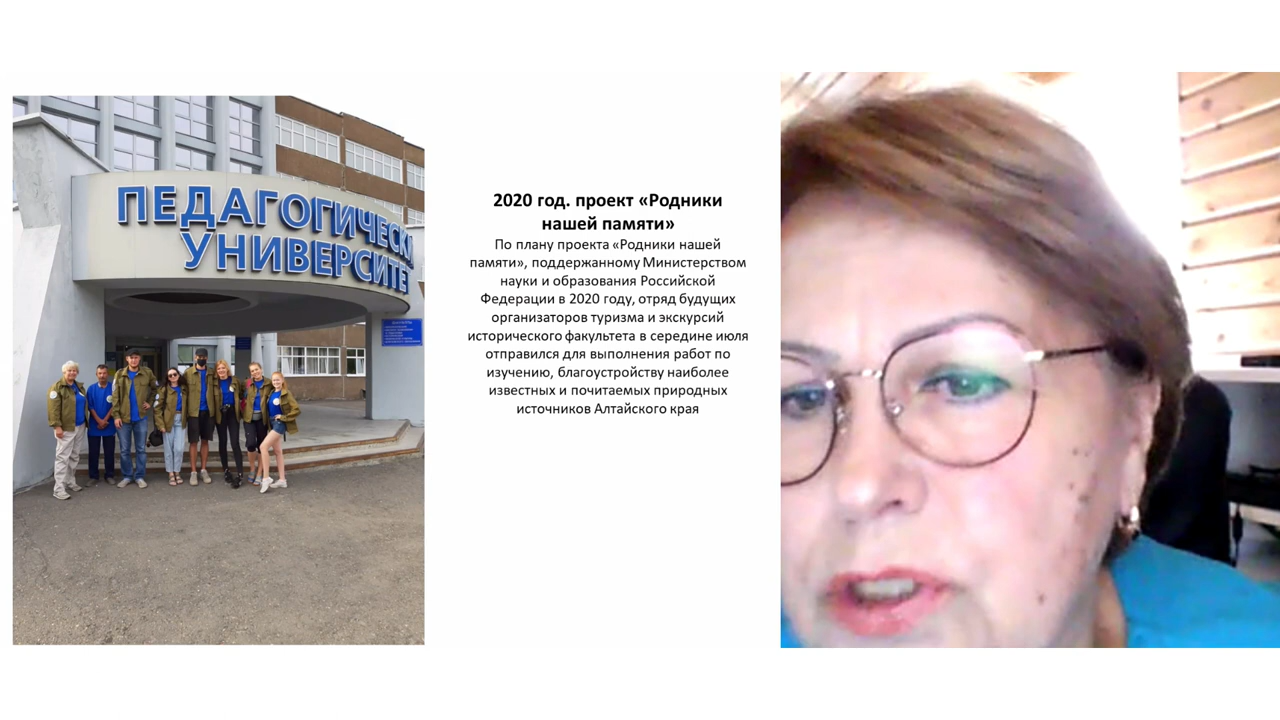 ПЕДАГОГИЧЕСК
УНИВЕРСИТЕ
2020 год. проект «Родники
нашей памяти»
По плану проекта «Родники нашей
памяти», поддержанному Министерством
науки и образования Российской
Федерации в 2020 году, отряд будущих
организаторов туризма и экскурсий
исторического факультета в середине июля
отправился для выполнения работ по
изучению, благоустройству наиболее
известных и почитаемых природных
источников Алтайского края